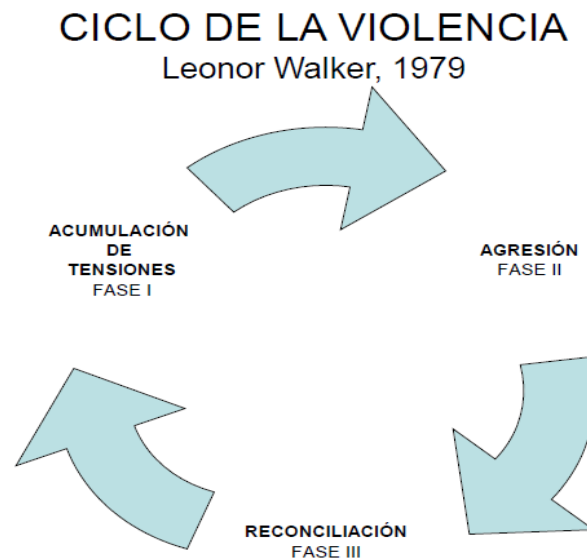 CICLO DE LA VIOLENCIA
Leonor Walker, 1979
ACUMULACIÓN
DE
TENSIONES
FASE I
AGRESIÓN
FASE II
RECONCILIACIÓN
FASE III